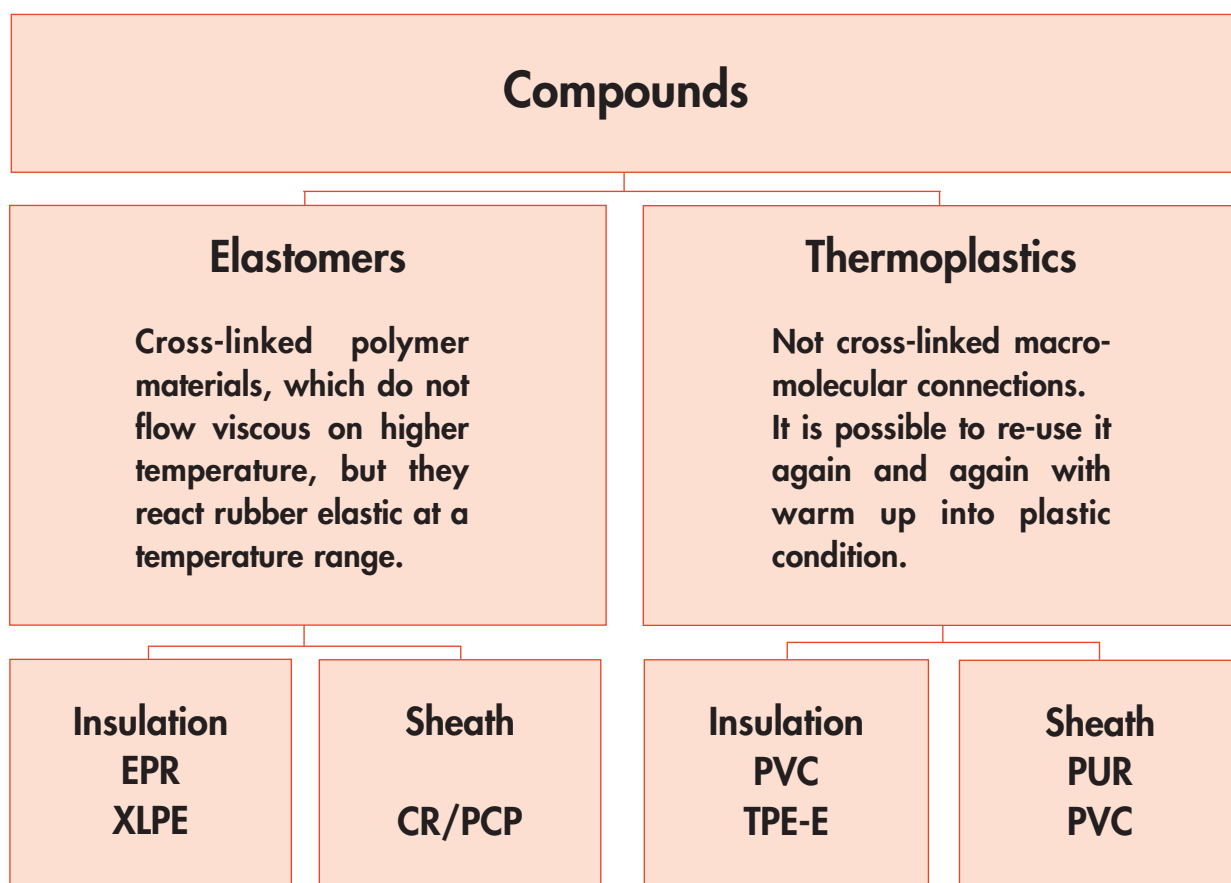 Compounds
Elastomers
Cross-linked polymer
materials, which do not
flow viscous on higher
temperature, but they
react rubber elastic at a
temperature range.
Thermoplastics
Not cross-linked macro-
molecular connections.
It is possible to re-use it
again and again with
warm up into plastic
condition.
Insulation
EPR
XLPE
Sheath
CR/PCP
Insulation
PVC
TPE-E
Sheath
PUR
PVC